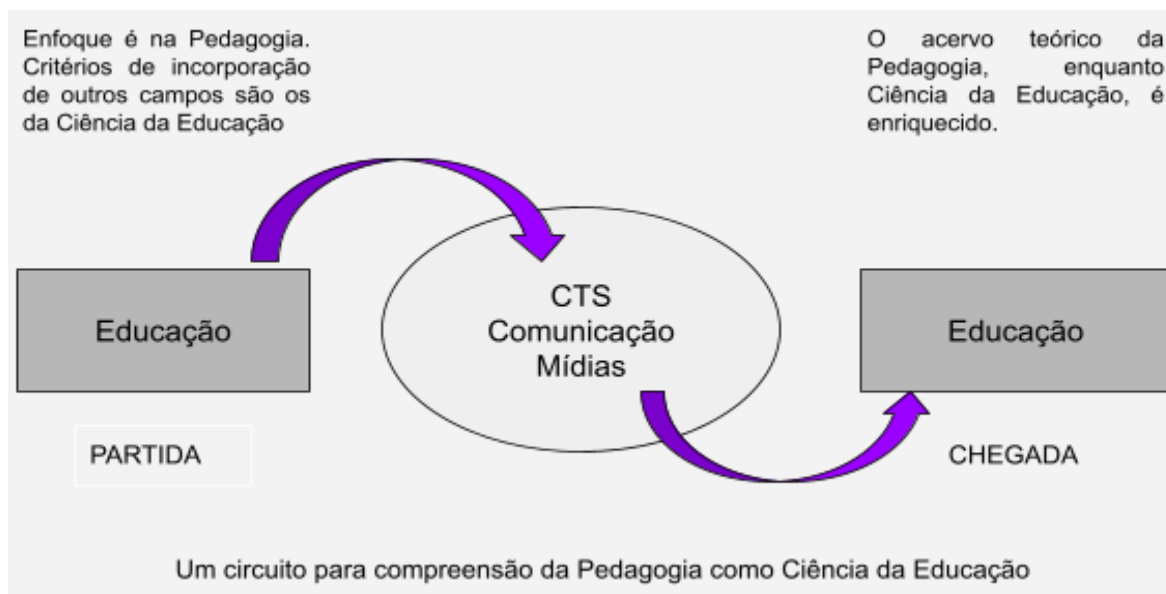 Enfoque é na Pedagogia.
Critérios de incorporação
de outros campos são os
da Ciência da Educação
O acervo teórico da
Pedagogia, enquanto
Ciência da Educação, é
enriquecido.
Educação
CTS
Comunicação
Mídias
Educação
PARTIDA
CHEGADA
Um circuito para compreensão da Pedagogia como Ciência da Educação